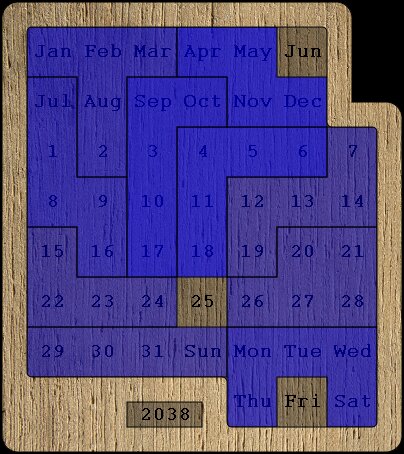 Jan Feb Mar Apr May Jun
Jul Aug Sep Oct Nov Dec
1 2 3 4 5 6 7
8 9 10 11 12 13 14
15 16 17 18 19 20 21
22 23 24 25 26 27 28
29 30 31 Sun Mon Tue Wed
Thu Fri Sat
2038